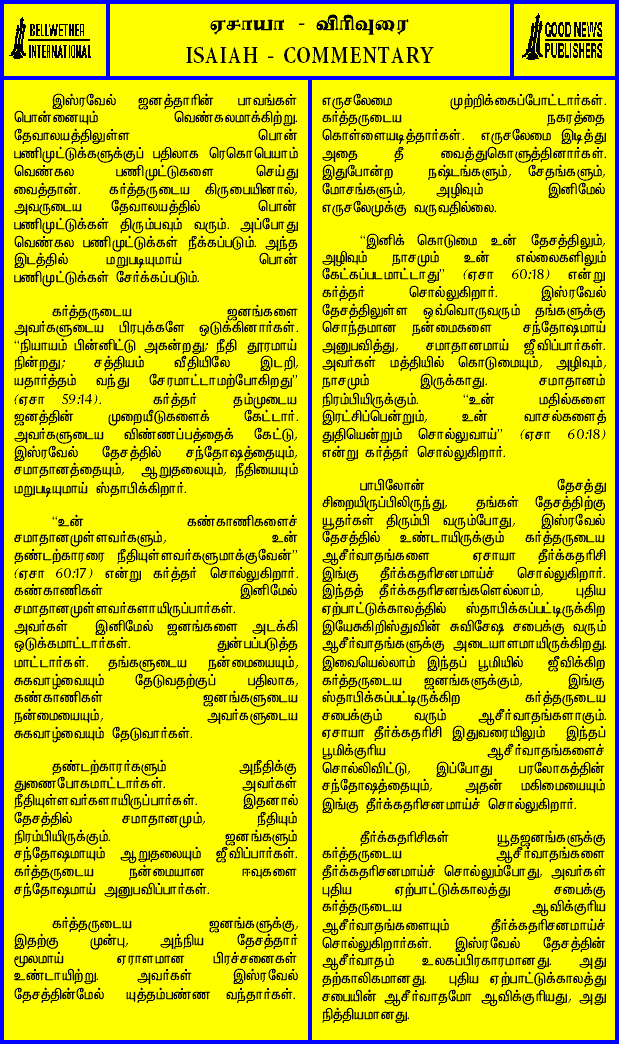 BELLWETHER
INTERNATIONAL
ஏசாயா - விரிவுரை
ISAIAH - COMMENTARY
GOOD NEWS
PUBLISHERS
இஸ்ரவேல் ஜனத்தாரின் பாவங்கள்
பொன்னையும் வெண்கலமாக்கிற்று.
தேவாலயத்திலுள்ள பொன்
பணிமுட்டுக்களுக்குப் பதிலாக ரெகொபெயாம்
வெண்கல பணிமுட்டுகளை செய்து
வைத்தான். கர்த்தருடைய கிருபையினால்,
அவருடைய தேவாலயத்தில் பொன்
பணிமுட்டுக்கள் திரும்பவும் வரும். அப்போது
வெண்கல பணிமுட்டுக்கள் நீக்கப்படும். அந்த
இடத்தில் மறுபடியுமாய் பொன்
பணிமுட்டுக்கள் சேர்க்கப்படும்.
கர்த்தருடைய ஜனங்களை
அவர்களுடைய பிரபுக்களே ஒடுக்கினார்கள்.
“நியாயம் பின்னிட்டு அகன்றது; நீதி தூரமாய்
நின்றது; சத்தியம் வீதியிலே இடறி,
யதார்த்தம் வந்து சேரமாட்டாமற்போகிறது”
(ஏசா 59:14). கர்த்தர் தம்முடைய
ஜனத்தின் முறையீடுகளைக் கேட்டார்.
அவர்களுடைய விண்ணப்பத்தைக் கேட்டு,
இஸ்ரவேல் தேசத்தில் சந்தோஷத்தையும்,
சமாதானத்தையும், ஆறுதலையும், நீதியையும்
மறுபடியுமாய் ஸ்தாபிக்கிறார்.
“உன் கண்காணிகளைச்
சமாதானமுள்ளவர்களும், உன்
தண்டற்காரரை நீதியுள்ளவர்களுமாக்குவேன்”
(ஏசா 60:17) என்று கர்த்தர் சொல்லுகிறார்.
கண்காணிகள் இனிமேல்
சமாதானமுள்ளவர்களாயிருப்பார்கள்.
அவர்கள் இனிமேல் ஜனங்களை அடக்கி
ஒடுக்கமாட்டார்கள். துன்பப்படுத்த
மாட்டார்கள். தங்களுடைய நன்மையையும்,
சுகவாழ்வையும் தேடுவதற்குப் பதிலாக,
கண்காணிகள் ஜனங்களுடைய
நன்மையையும், அவர்களுடைய
சுகவாழ்வையும் தேடுவார்கள்.
தண்டற்காரர்களும் அநீதிக்கு
துணைபோகமாட்டார்கள். அவர்கள்
நீதியுள்ளவர்களாயிருப்பார்கள். இதனால்
தேசத்தில் சமாதானமும், நீதியும்
நிரம்பியிருக்கும். ஜனங்களும்
சந்தோஷமாயும் ஆறுதலையும் ஜீவிப்பார்கள்.
கர்த்தருடைய நன்மையான ஈவுகளை
சந்தோஷமாய் அனுபவிப்பார்கள்.
கர்த்தருடைய ஜனங்களுக்கு,
இதற்கு முன்பு, அந்நிய தேசத்தார்
மூலமாய் ஏராளமான பிரச்சனைகள்
உண்டாயிற்று. அவர்கள் இஸ்ரவேல்
தேசத்தின்மேல் யுத்தம்பண்ண வந்தார்கள்.
எருசலேமை முற்றிக்கைப்போட்டார்கள்.
கர்த்தருடைய நகரத்தை
கொள்ளையடித்தார்கள். எருசலேமை இடித்து
அதை தீ வைத்துகொளுத்தினார்கள்.
இதுபோன்ற நஷ்டங்களும், சேதங்களும்,
மோசங்களும், அழிவும் இனிமேல்
எருசலேமுக்கு வருவதில்லை.
“இனிக் கொடுமை உன் தேசத்திலும்,
அழிவும் நாசமும் உன் எல்லைகளிலும்
கேட்கப்படமாட்டாது” (ஏசா 60:18) என்று
கர்த்தர் சொல்லுகிறார். இஸ்ரவேல்
தேசத்திலுள்ள ஒவ்வொருவரும் தங்களுக்கு
சொந்தமான நன்மைகளை சந்தோஷமாய்
அனுபவித்து, சமாதானமாய் ஜீவிப்பார்கள்.
அவர்கள் மத்தியில் கொடுமையும், அழிவும்,
நாசமும் இருக்காது. சமாதானம்
நிரம்பியிருக்கும். “உன் மதில்களை
இரட்சிப்பென்றும், உன் வாசல்களைத்
துதியென்றும் சொல்லுவாய்” (ஏசா 60:18)
என்று கர்த்தர் சொல்லுகிறார்.
பாபிலோன் தேசத்து
சிறையிருப்பிலிருந்து, தங்கள் தேசத்திற்கு
யூதர்கள் திரும்பி வரும்போது, இஸ்ரவேல்
தேசத்தில் உண்டாயிருக்கும் கர்த்தருடைய
ஆசீர்வாதங்களை ஏசாயா தீர்க்கதரிசி
இங்கு தீர்க்கதரிசனமாய்ச் சொல்லுகிறார்.
இந்தத் தீர்க்கதரிசனங்களெல்லாம், புதிய
ஏற்பாட்டுக்காலத்தில் ஸ்தாபிக்கப்பட்டிருக்கிற
இயேசுகிறிஸ்துவின் சுவிசேஷ சபைக்கு வரும்
ஆசீர்வாதங்களுக்கு அடையாளமாயிருக்கிறது.
இவையெல்லாம் இந்தப் பூமியில் ஜீவிக்கிற
கர்த்தருடைய ஜனங்களுக்கும், இங்கு
ஸ்தாபிக்கப்பட்டிருக்கிற கர்த்தருடைய
சபைக்கும் வரும் ஆசீர்வாதங்களாகும்.
ஏசாயா தீர்க்கதரிசி இதுவரையிலும் இந்தப்
பூமிக்குரிய ஆசீர்வாதங்களைச்
சொல்லிவிட்டு, இப்போது பரலோகத்தின்
சந்தோஷத்தையும், அதன் மகிமையையும்
இங்கு தீர்க்கதரிசனமாய்ச் சொல்லுகிறார்.
தீர்க்கதரிசிகள் யூதஜனங்களுக்கு
கர்த்தருடைய ஆசீர்வாதங்களை
தீர்க்கதரிசனமாய்ச் சொல்லும்போது, அவர்கள்
புதிய ஏற்பாட்டுக்காலத்து சபைக்கு
கர்த்தருடைய ஆவிக்குரிய
ஆசீர்வாதங்களையும் தீர்க்கதரிசனமாய்ச்
சொல்லுகிறார்கள். இஸ்ரவேல் தேசத்தின்
ஆசீர்வாதம் உலகப்பிரகாரமானது. அது
தற்காலிகமானது. புதிய ஏற்பாட்டுக்காலத்து
சபையின் ஆசீர்வாதமோ ஆவிக்குரியது, அது
நித்தியமானது.